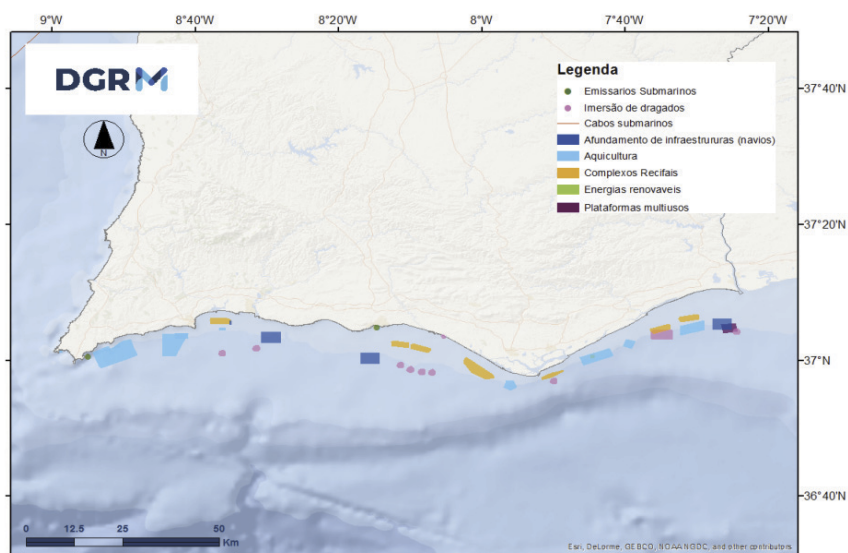 9°W 8°40' 8°20' 8°W 7°40' 7°20'
DGRM
N
Legenda
Emissarios Submarinos
Imersão de dragados
Cabos submarinos
Afundamento de infraestrururas (navios)
Aquicultura
Complexos Recifais
Energias renovaveis
Plataformas multiusos
37°40'
37°20'
37°N
36°40'
0 12.5 25 50
Km
Esri, DeLorme, GEBCO, NOAA NGDC, and other contributors